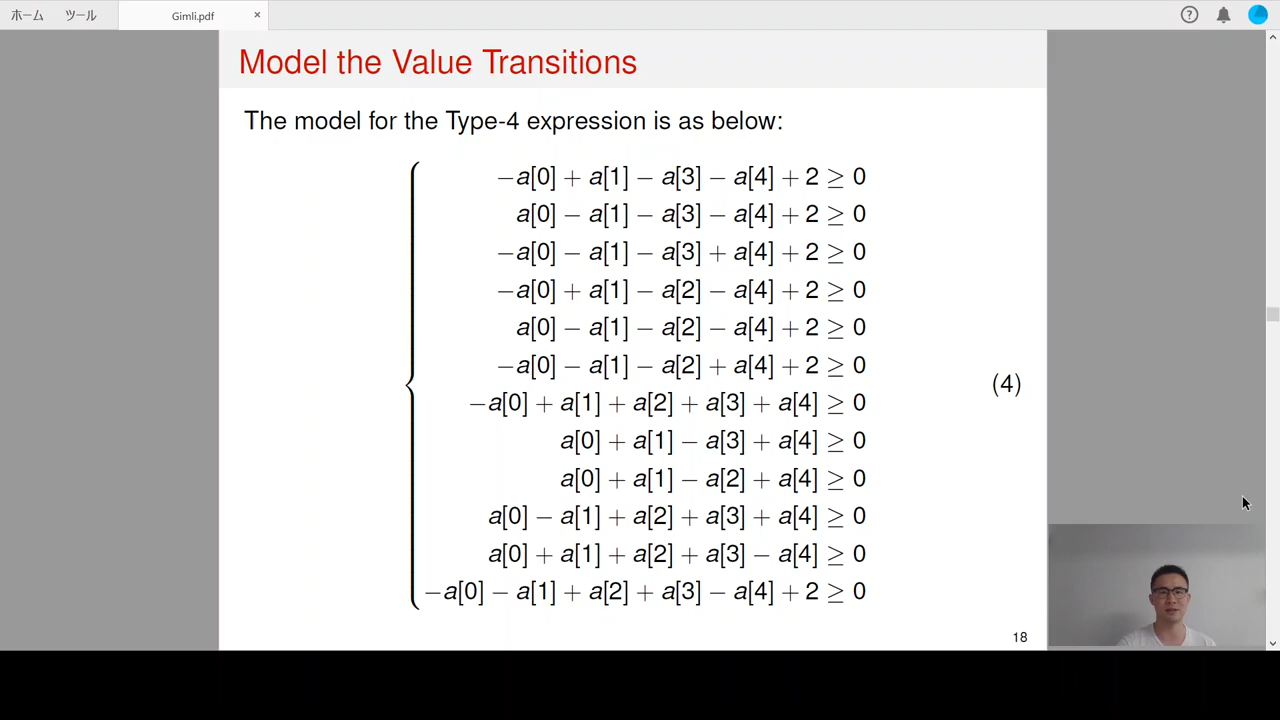 ホーム ツール Gimli.pdf ×
Model the Value Transitions
The model for the Type-4 expression is as below:
−a[0] + a[1] − a[3] − a[4] + 2 ≥ 0
a[0] − a[1] − a[3] − a[4] + 2 ≥ 0
−a[0] − a[1] − a[3] + a[4] + 2 ≥ 0
−a[0] + a[1] − a[2] − a[4] + 2 ≥ 0
a[0] − a[1] − a[2] − a[4] + 2 ≥ 0
−a[0] − a[1] − a[2] + a[4] + 2 ≥ 0
−a[0] + a[1] + a[2] + a[3] + a[4] ≥ 0
a[0] + a[1] − a[3] + a[4] ≥ 0
a[0] + a[1] − a[2] + a[4] ≥ 0
a[0] − a[1] + a[2] + a[3] + a[4] ≥ 0
a[0] + a[1] + a[2] + a[3] − a[4] ≥ 0
−a[0] − a[1] + a[2] + a[3] − a[4] + 2 ≥ 0
(4)
18